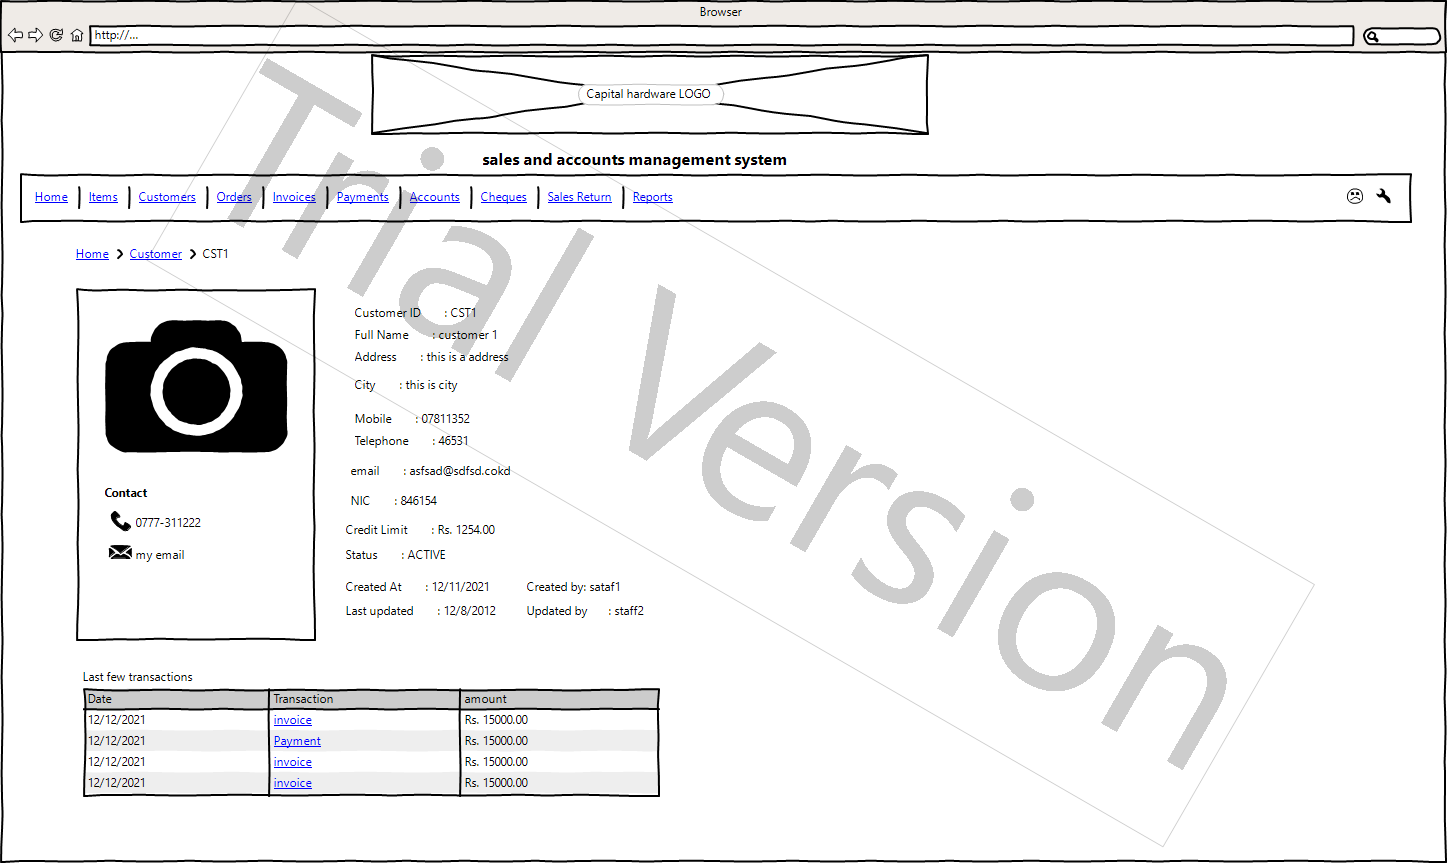 Browser
http://...
Capital hardware LOGO
sales and accounts management system
Home Items Customers Orders Invoices Payments Accounts Cheques Sales Return Reports
Home Customer CST1
Customer ID : CST1
Full Name : customer 1
Address : this is a address
City : this is city
Mobile : 07811352
Telephone : 46531
email : asfsad@sdfsd.cokd
NIC : 846154
Credit Limit : Rs. 1254.00
Status : ACTIVE
Created At : 12/11/2021 Created by: sataf1
Last updated : 12/8/2012 Updated by : staff2
Contact
0777-311222
my email
Last few transactions
Date Transaction amount
12/12/2021 invoice Rs. 15000.00
12/12/2021 Payment Rs. 15000.00
12/12/2021 invoice Rs. 15000.00
12/12/2021 invoice Rs. 15000.00
Trial Version